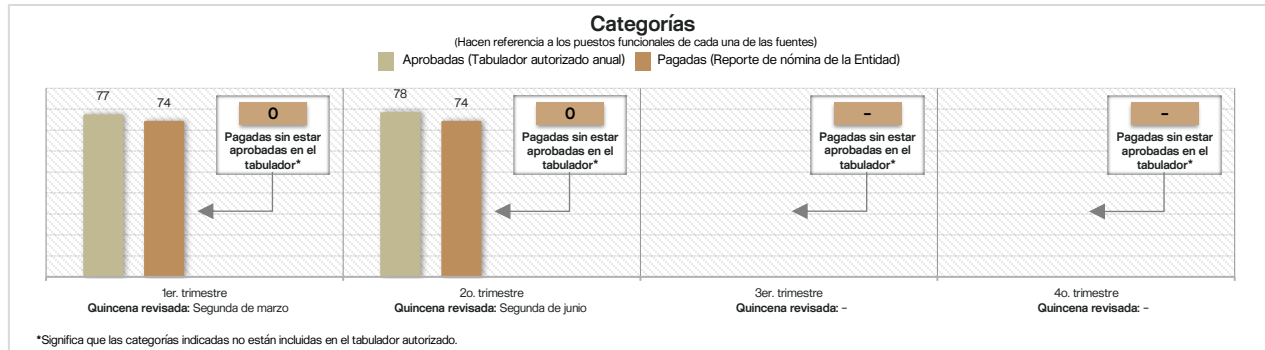 Categorías
(Hacen referencia a los puestos funcionales de cada una de las fuentes)
Aprobadas (Tabulador autorizado anual) Pagadas (Reporte de nómina de la Entidad)
77
74
0
Pagadas sin estar
aprobadas en el
tabulador*
78
74
0
Pagadas sin estar
aprobadas en el
tabulador*
–
Pagadas sin estar
aprobadas en el
tabulador*
–
Pagadas sin estar
aprobadas en el
tabulador*
1er. trimestre
Quincena revisada: Segunda de marzo
2o. trimestre
Quincena revisada: Segunda de junio
3er. trimestre
Quincena revisada: –
4o. trimestre
Quincena revisada: –
*Significa que las categorías indicadas no están incluidas en el tabulador autorizado.